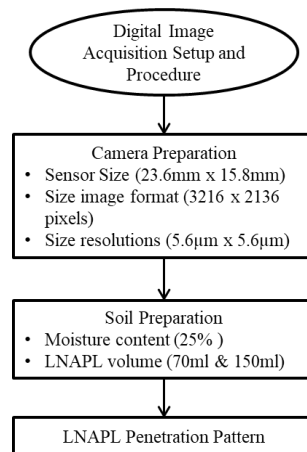 Digital Image
Acquisition Setup and
Procedure
Camera Preparation
• Sensor Size (23.6mm x 15.8mm)
• Size image format (3216 x 2136
pixels)
• Size resolutions (5.6μm x 5.6μm)
Soil Preparation
• Moisture content (25% )
• LNAPL volume (70ml & 150ml)
LNAPL Penetration Pattern